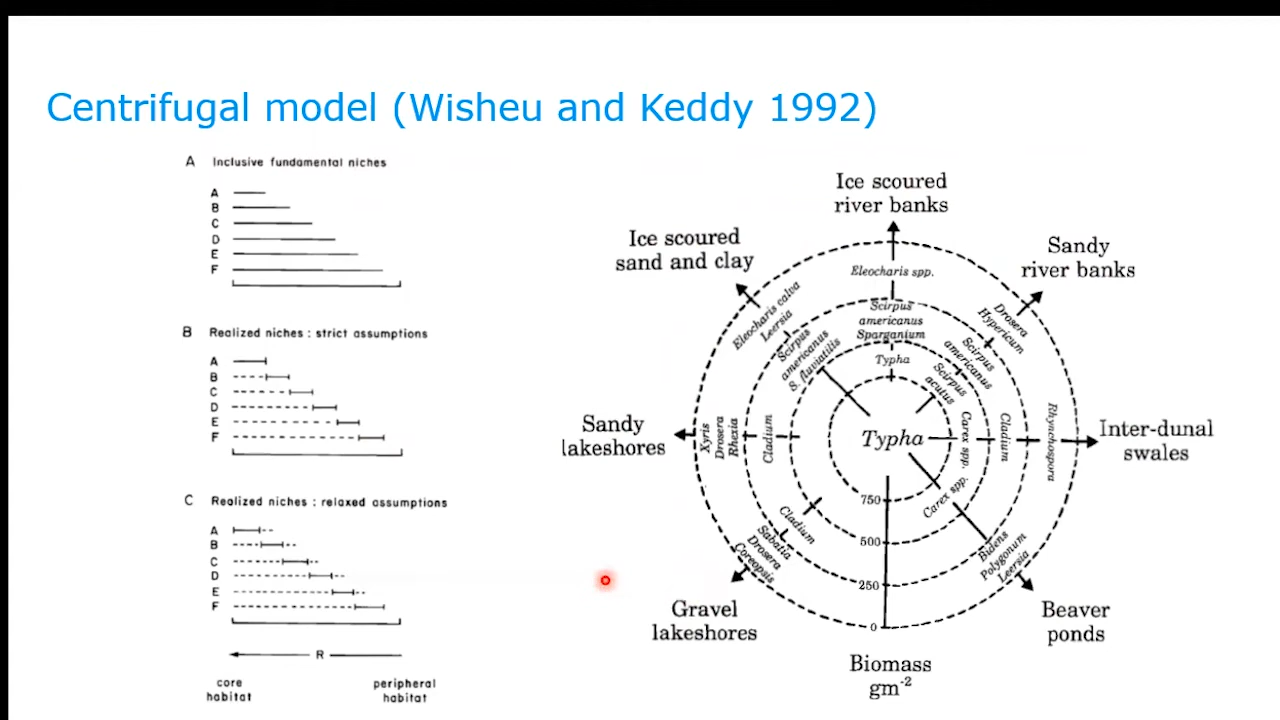 Centrifugal model (Wisheu and Keddy 1992)
A Inclusive fundamental niches
A
B
C
D
E
F
B Realized niches : strict assumptions
A
B
C
D
E
F
C Realized niches : relaxed assumptions
A
B
C
D
E
F
R
core
habitat
peripheral
habitat
Ice scoured
river banks
Ice scoured
sand and clay
Sandy
river banks
Sandy
lakeshores
Inter-dunal
swales
Gravel
lakeshores
Beaver
ponds
Eleocharis spp.
Scirpus
americanus
Sparganium
Typha
Eleocharis calva
Leersia
Scirpus
americanus
S. fluviatilis
Drosera
Hypericum
Scirpus
americanus
Scirpus
acutus
Xyris
Drosera
Rhexia
Cladium
Typha
Carex spp.
Cladium
Rhynchospora
Cladium
Sabatia
Drosera
Coreopsis
Carex spp.
Bidens
Polygonum
Leersia
750
500
250
0
Biomass
gm-2